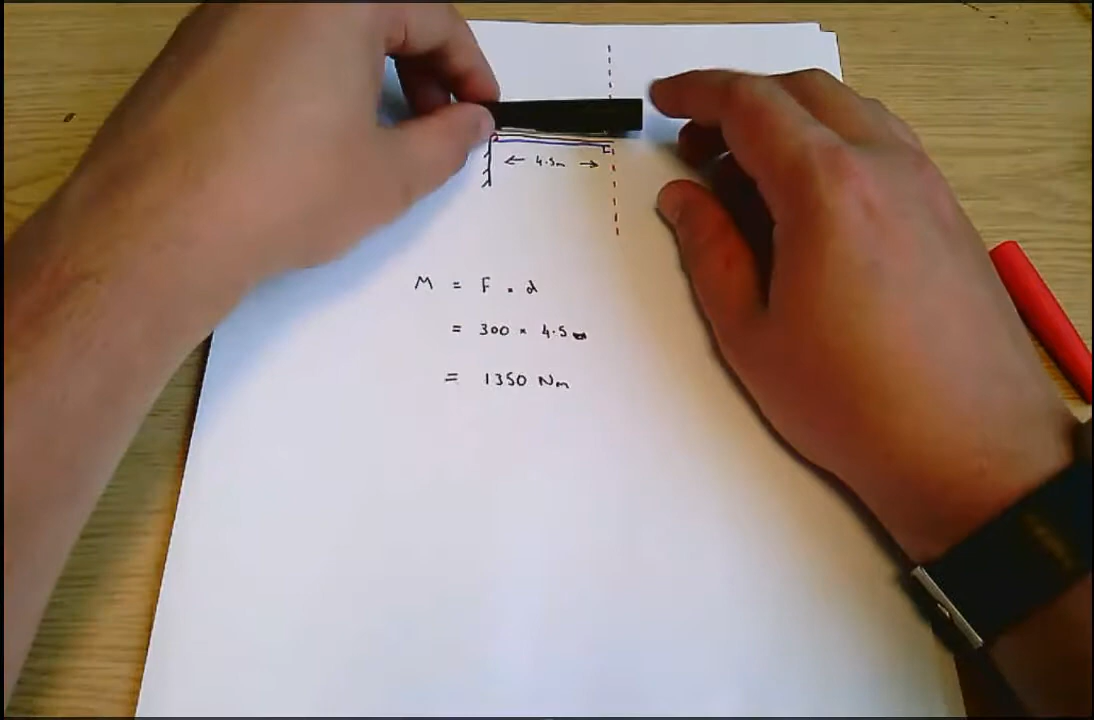 ← 4.5m →
M = F . d
= 300 × 4.5
= 1350 Nm